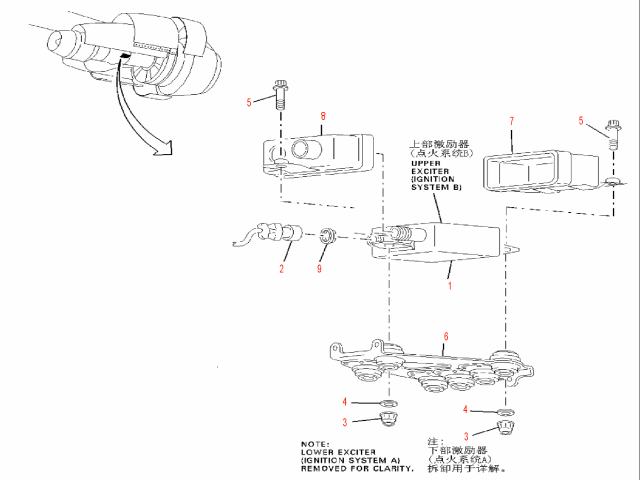 5
8
上部激励器
(点火系统B)
UPPER
EXCITER
(IGNITION
SYSTEM B)
7
5
2
9
1
6
4
3
4
3
NOTE:
LOWER EXCITER
(IGNITION SYSTEM A)
REMOVED FOR CLARITY.
注:
下部激励器
(点火系统A)
拆卸用于详解。